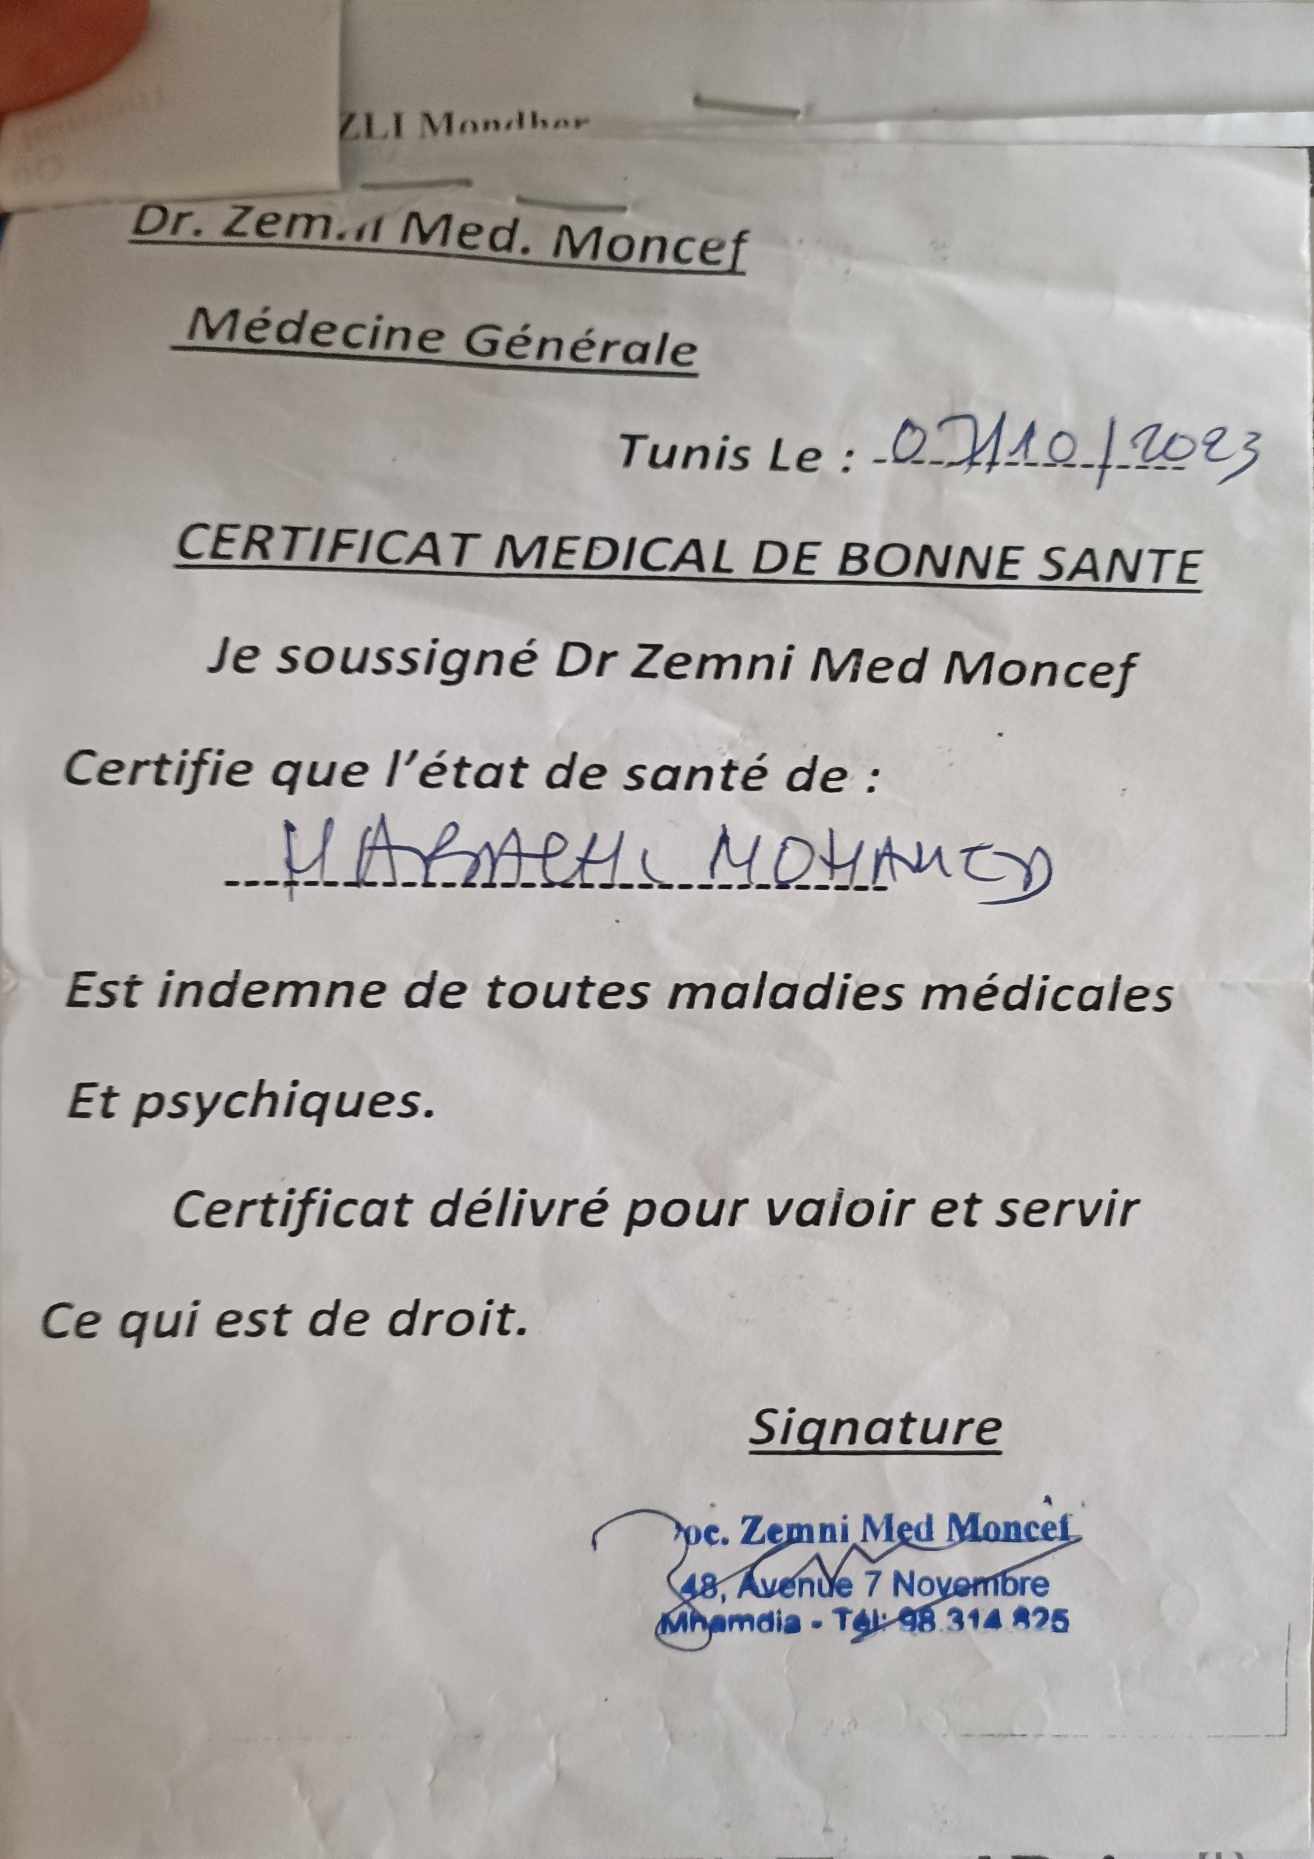 ZLI Mondher
Dr. Zemni Med. Moncef
Médecine Générale
Tunis Le : 07/10/2023
CERTIFICAT MEDICAL DE BONNE SANTE
Je soussigné Dr Zemni Med Moncef
Certifie que l’état de santé de :
MOHAMED
Est indemne de toutes maladies médicales
Et psychiques.
Certificat délivré pour valoir et servir
Ce qui est de droit.
Signature
Doc. Zemni Med Moncef
48, Avenue 7 Novembre
Mhamdia - Tél: 98.314.825